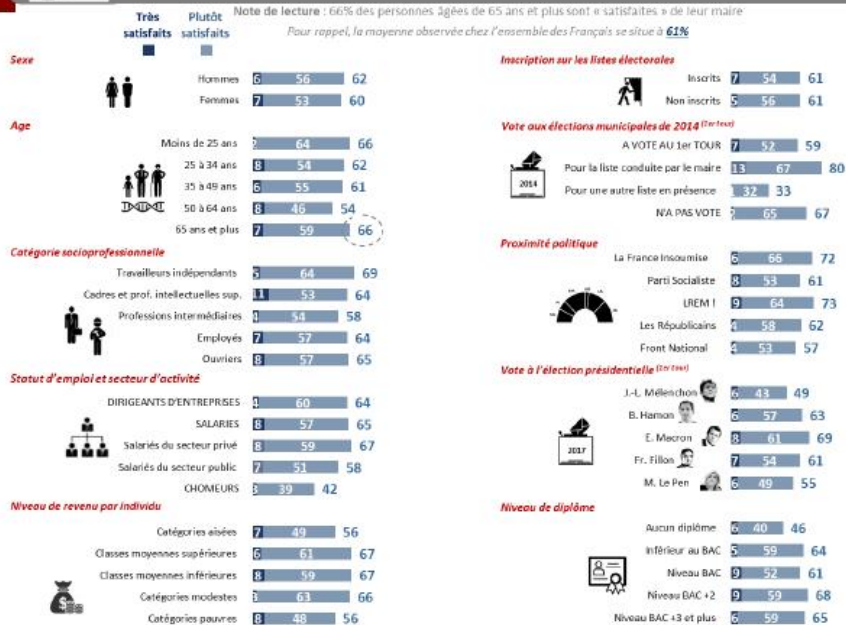 Note de lecture : 66% des personnes âgées de 65 ans et plus sont « satisfaites » de leur maire
Très satisfaits
Plutôt satisfaits
Pour rappel, la moyenne observée chez l'ensemble des Français se situe à 61%
Sexe
Hommes 6 56 62
Femmes 7 53 60
Age
Moins de 25 ans 2 64 66
25 à 34 ans 8 54 62
35 à 49 ans 6 55 61
50 à 64 ans 8 46 54
65 ans et plus 7 59 66
Catégorie socioprofessionnelle
Travailleurs indépendants 5 64 69
Cadres et prof. intellectuelles sup. 11 53 64
Professions intermédiaires 4 54 58
Employés 7 57 64
Ouvriers 8 57 65
Statut d'emploi et secteur d'activité
DIRIGEANTS D'ENTREPRISES 4 60 64
SALARIES 8 57 65
Salariés du secteur privé 8 59 67
Salariés du secteur public 7 51 58
CHOMEURS 3 39 42
Niveau de revenu par individu
Catégories aisées 7 49 56
Classes moyennes supérieures 6 61 67
Classes moyennes inférieures 8 59 67
Catégories modestes 3 63 66
Catégories pauvres 8 48 56
Inscription sur les listes électorales
Inscrits 7 54 61
Non inscrits 5 56 61
Vote aux élections municipales de 2014 (1er tour)
2014
A VOTE AU 1er TOUR 7 52 59
Pour la liste conduite par le maire 13 67 80
Pour une autre liste en présence 1 32 33
N'A PAS VOTE 2 65 67
Proximité politique
La France Insoumise 6 66 72
Parti Socialiste 8 53 61
LREM ! 9 64 73
Les Républicains 4 58 62
Front National 4 53 57
Vote à l'élection présidentielle (1er tour)
2017
J.-L. Mélenchon 6 43 49
B. Hamon 6 57 63
E. Macron 8 61 69
Fr. Fillon 7 54 61
M. Le Pen 6 49 55
Niveau de diplôme
Aucun diplôme 6 40 46
Inférieur au BAC 5 59 64
Niveau BAC 9 52 61
Niveau BAC +2 9 59 68
Niveau BAC +3 et plus 6 59 65